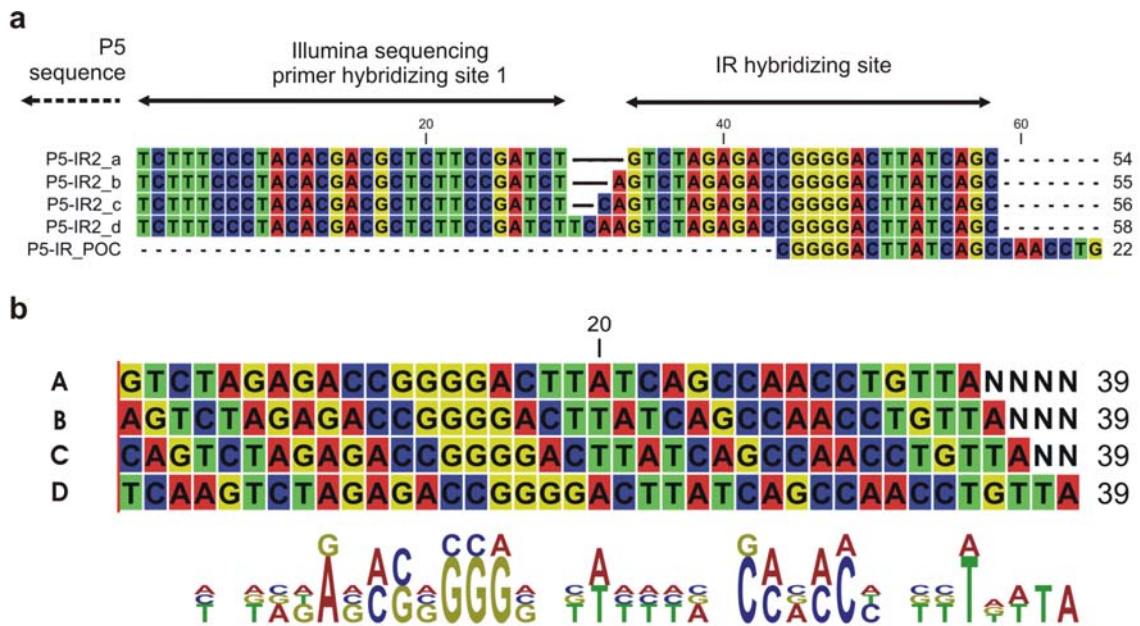 a
P5
sequence
Illumina sequencing
primer hybridizing site 1
IR hybridizing site
20 40 60
P5-IR2_a TCTTTCCCTACACGACGCTCTTCCGATCT——GTCTAGAGACCGGGGACTTATCAGC------- 54
P5-IR2_b TCTTTCCCTACACGACGCTCTTCCGATCT—AGTCTAGAGACCGGGGACTTATCAGC------- 55
P5-IR2_c TCTTTCCCTACACGACGCTCTTCCGATCT–CAGTCTAGAGACCGGGGACTTATCAGC------- 56
P5-IR2_d TCTTTCCCTACACGACGCTCTTCCGATCTTCAAGTCTAGAGACCGGGGACTTATCAGC------- 58
P5-IR_POC -------------------------------------------CGGGGACTTATCAGCCAACCTG 22
b
20
A GTCTAGAGACCGGGGACTTATCAGCCAACCTGTTANNNN 39
B AGTCTAGAGACCGGGGACTTATCAGCCAACCTGTTANNN 39
C CAGTCTAGAGACCGGGGACTTATCAGCCAACCTGTTANN 39
D TCAAGTCTAGAGACCGGGGACTTATCAGCCAACCTGTTA 39